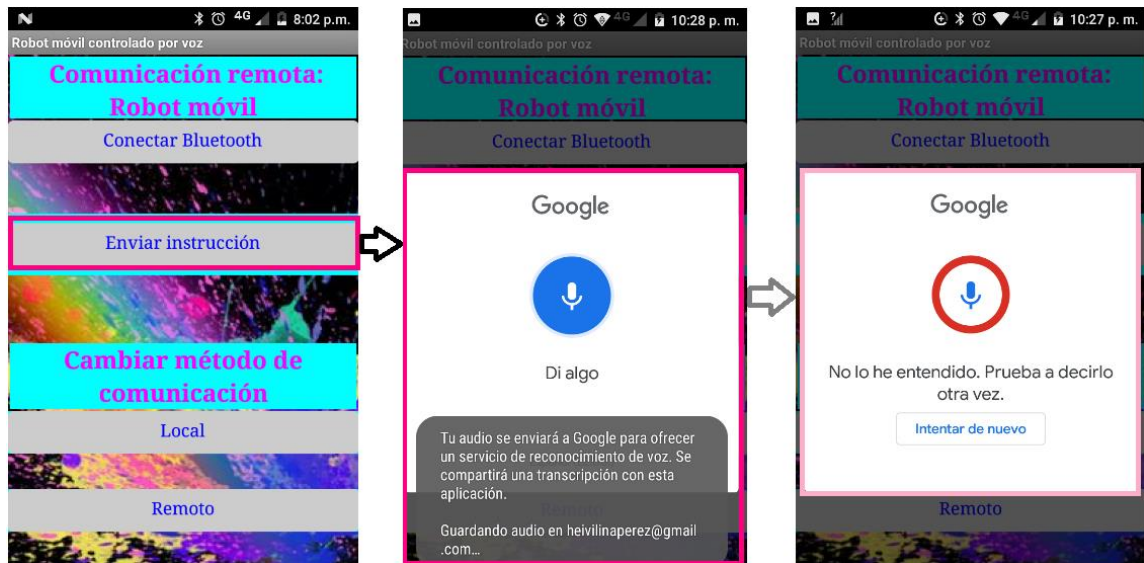 4G 8:02 p.m.
Robot móvil controlado por voz
Comunicación remota:
Robot móvil
Conectar Bluetooth
Enviar instrucción
Cambiar método de
comunicación
Local
Remoto
4G 10:28 p. m.
Robot móvil controlado por voz
Comunicación remota:
Robot móvil
Conectar Bluetooth
Google
Di algo
Tu audio se enviará a Google para ofrecer
un servicio de reconocimiento de voz. Se
compartirá una transcripción con esta
aplicación.
Remoto
Guardando audio en heivilinaperez@gmail
.com...
4G 10:27 p. m.
Robot móvil controlado por voz
Comunicación remota:
Robot móvil
Conectar Bluetooth
Google
No lo he entendido. Prueba a decirlo
otra vez.
Intentar de nuevo
Remoto